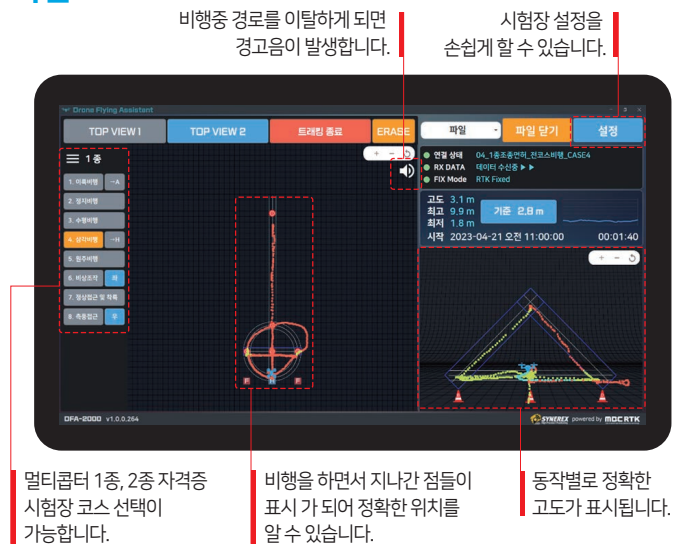 비행중 경로를 이탈하게 되면
경고음이 발생합니다.
시험장 설정을
손쉽게 할 수 있습니다.
Drone Flying Assistant
TOP VIEW 1
TOP VIEW 2
트래킹 종료
ERASE
파일
파일 닫기
설정
1 종
1. 이륙비행 →A
2. 정지비행
3. 수평비행
4. 삼각비행 →H
5. 원주비행
6. 비상조작 좌
7. 정상접근 및 착륙
8. 측풍접근 우
연결 상태 04_1종조종면허_전코스비행_CASE4
RX DATA 데이터 수신중 ▶ ▶
FIX Mode RTK Fixed
고도 3.1 m
최고 9.9 m
최저 1.8 m
기준 2.8 m
시작 2023-04-21 오전 11:00:00 00:01:40
F H F
DFA-2000 v1.0.0.264
SYNEREX powered by MBC RTK
멀티콥터 1종, 2종 자격증
시험장 코스 선택이
가능합니다.
비행을 하면서 지나간 점들이
표시 가 되어 정확한 위치를
알 수 있습니다.
동작별로 정확한
고도가 표시됩니다.